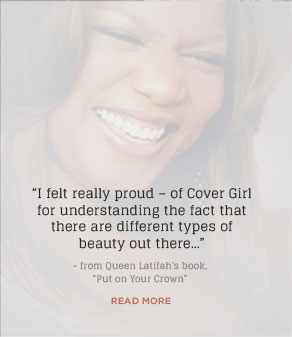 “I felt really proud – of Cover Girl
for understanding the fact that
there are different types of
beauty out there...”
- from Queen Latifah's book,
“Put on Your Crown”
READ MORE